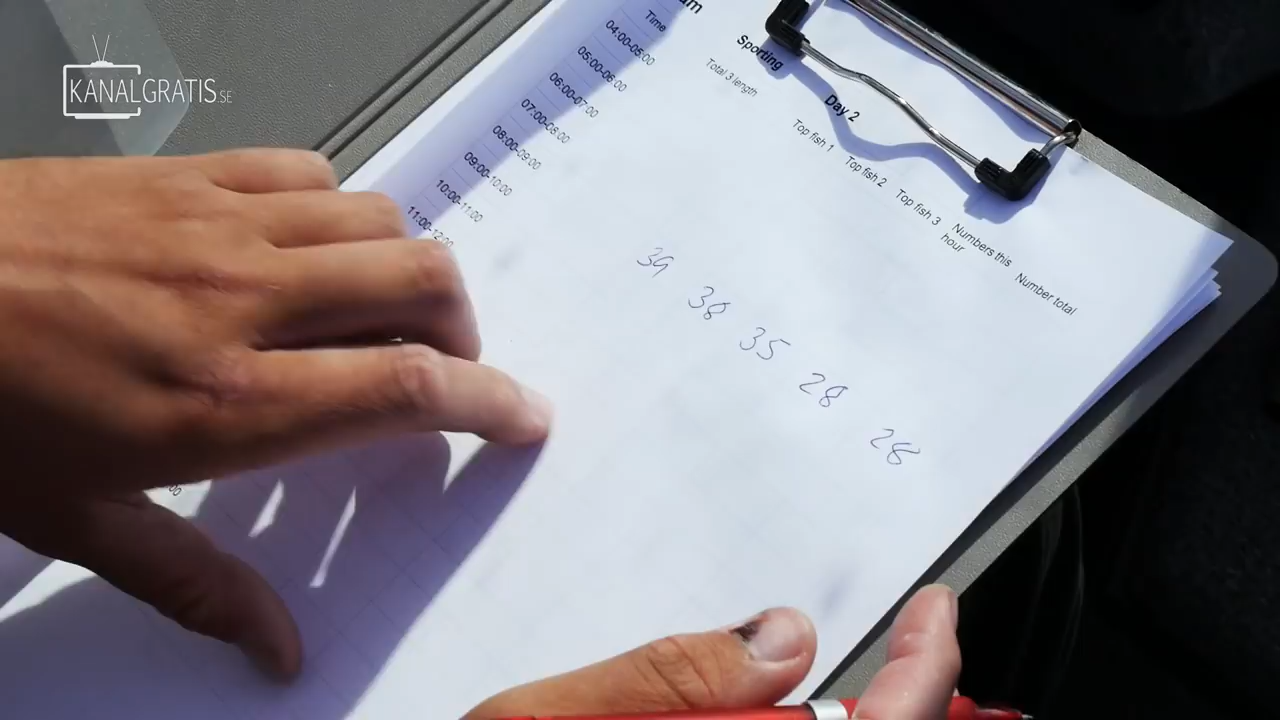 KANALGRATIS.SE
Time
04:00-05:00
05:00-06:00
06:00-07:00
07:00-08:00
08:00-09:00
09:00-10:00
10:00-11:00
11:00-12:00
Sporting
Day 2
Total 3 length
Top fish 1
Top fish 2
Top fish 3
Numbers this
hour
Number total
39 38 35 28 28